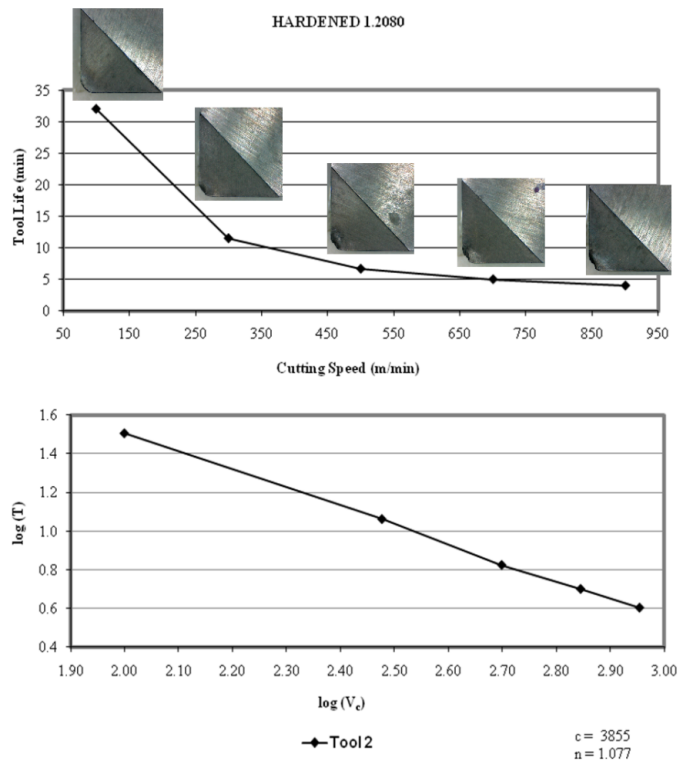 HARDENED 1.2080
35
30
25
20
15
10
5
0
Tool Life (min)
50 150 250 350 450 550 650 750 850 950
Cutting Speed (m/min)
1.6
1.4
1.2
1.0
0.8
0.6
0.4
log (T)
1.90 2.00 2.10 2.20 2.30 2.40 2.50 2.60 2.70 2.80 2.90 3.00
log (Vc)
Tool 2
c = 3855
n = 1.077